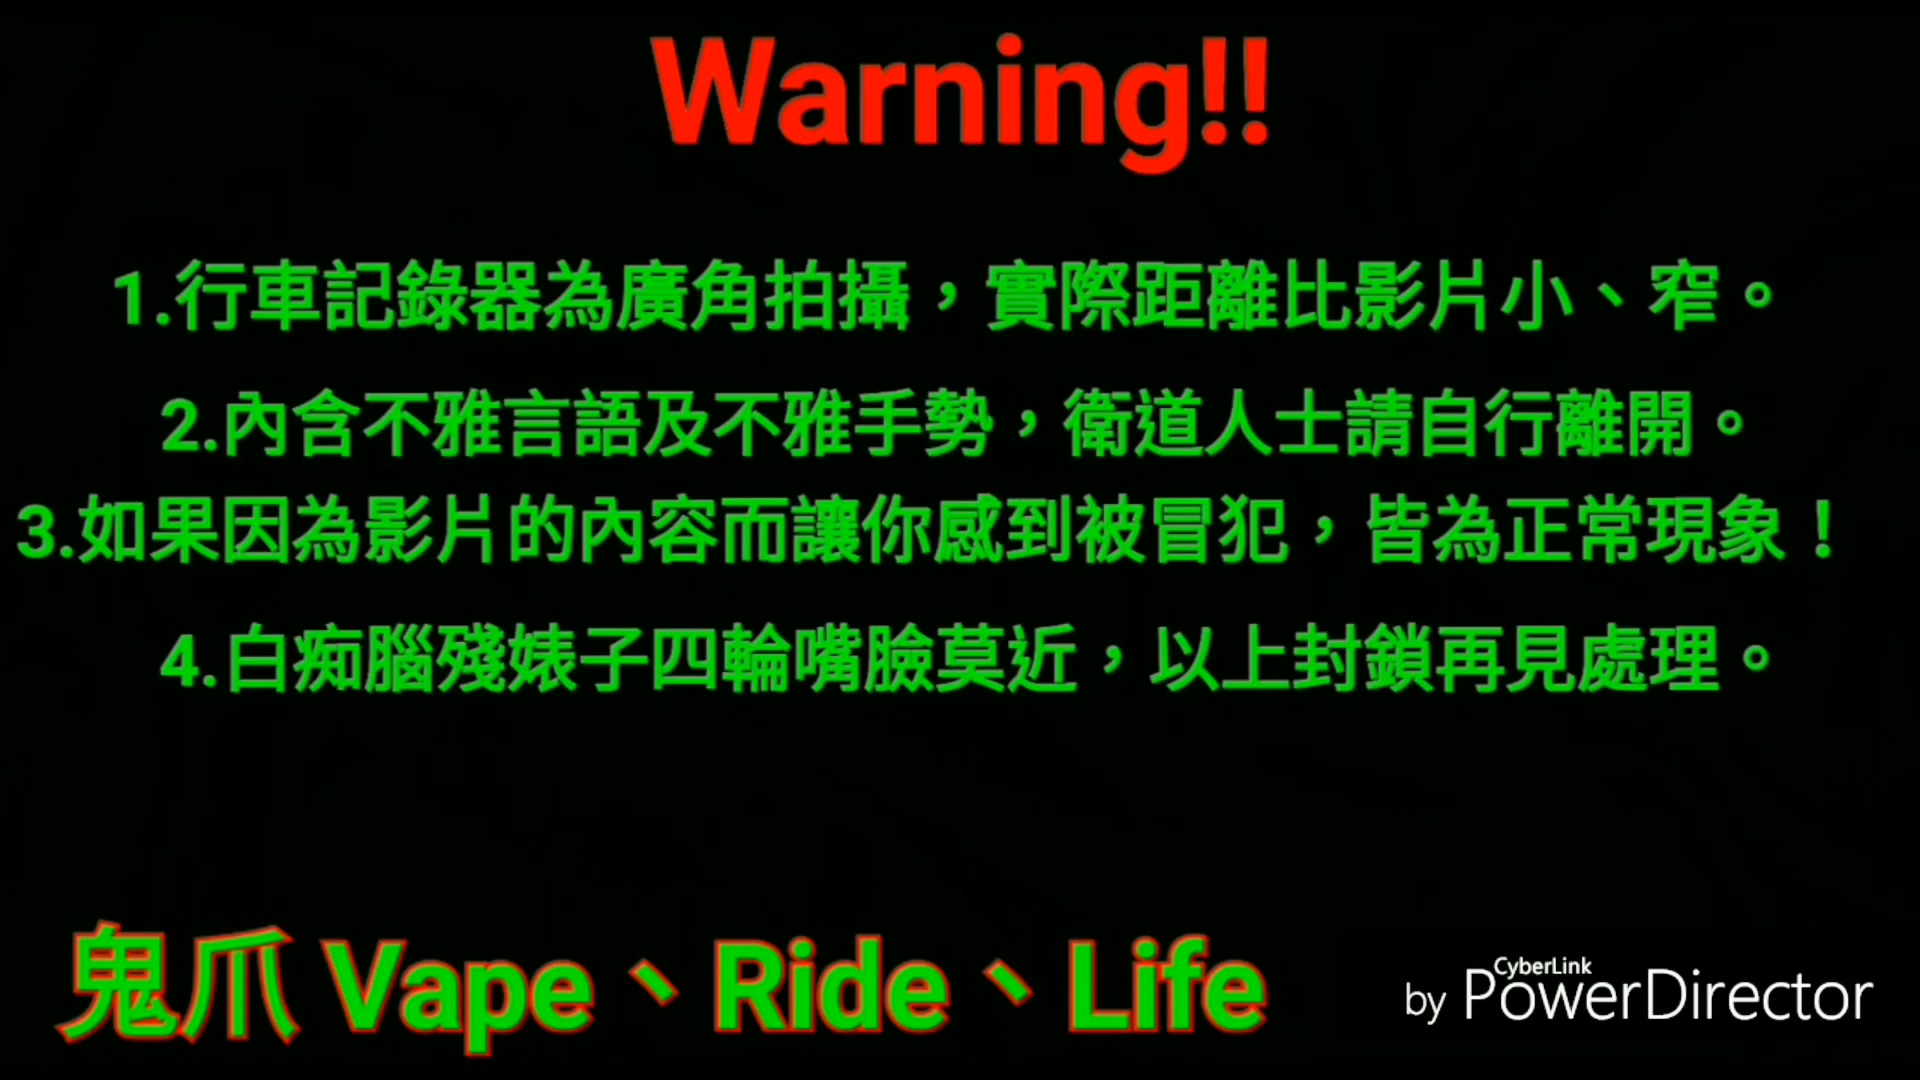 Warning!!
1.行車記錄器為廣角拍攝，實際距離比影片小、窄。
2.內含不雅言語及不雅手勢，衛道人士請自行離開。
3.如果因為影片的內容而讓你感到被冒犯，皆為正常現象！
4.白痴腦殘婊子四輪嘴臉莫近，以上封鎖再見處理。
鬼爪 Vape、Ride、Life
by CyberLink PowerDirector